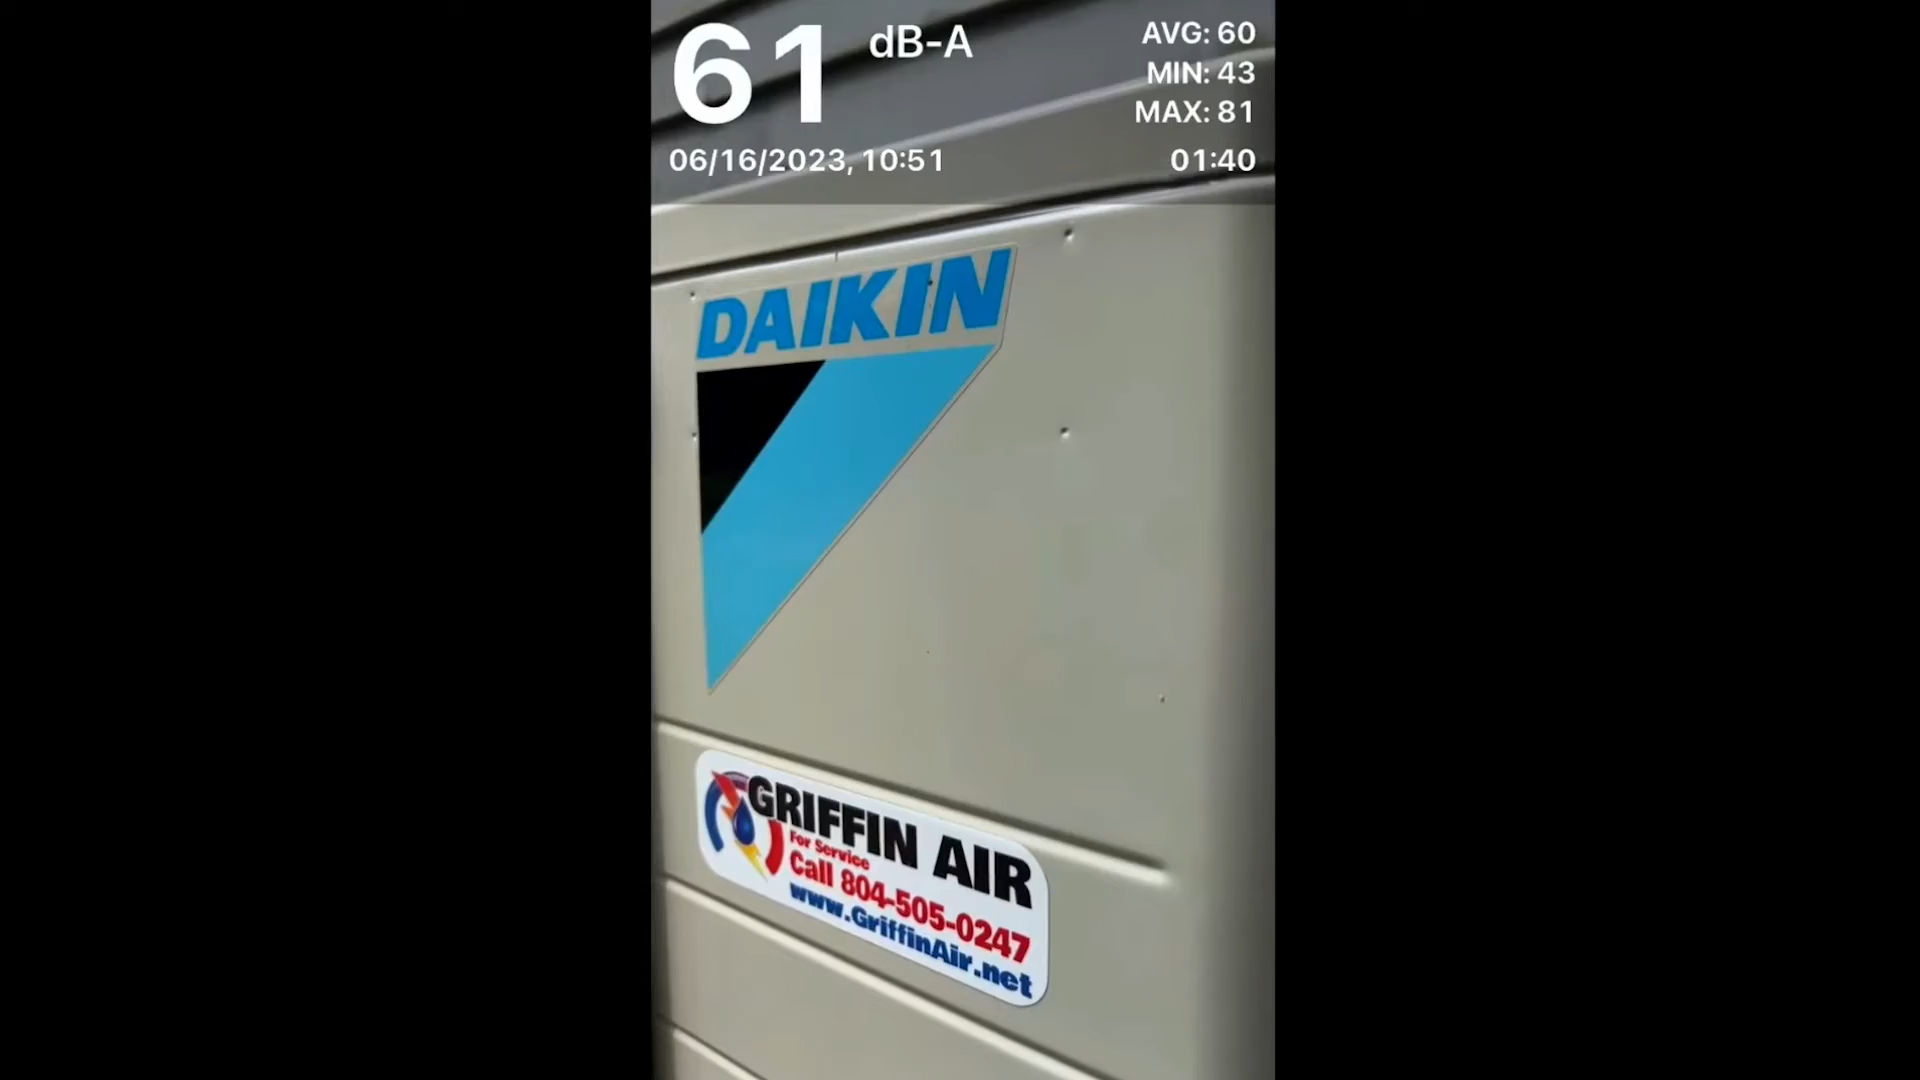 61 dB-A
AVG: 60
MIN: 43
MAX: 81
06/16/2023, 10:51
01:40
DAIKIN
GRIFFIN AIR
For Service
Call 804-505-0247
www.GriffinAir.net